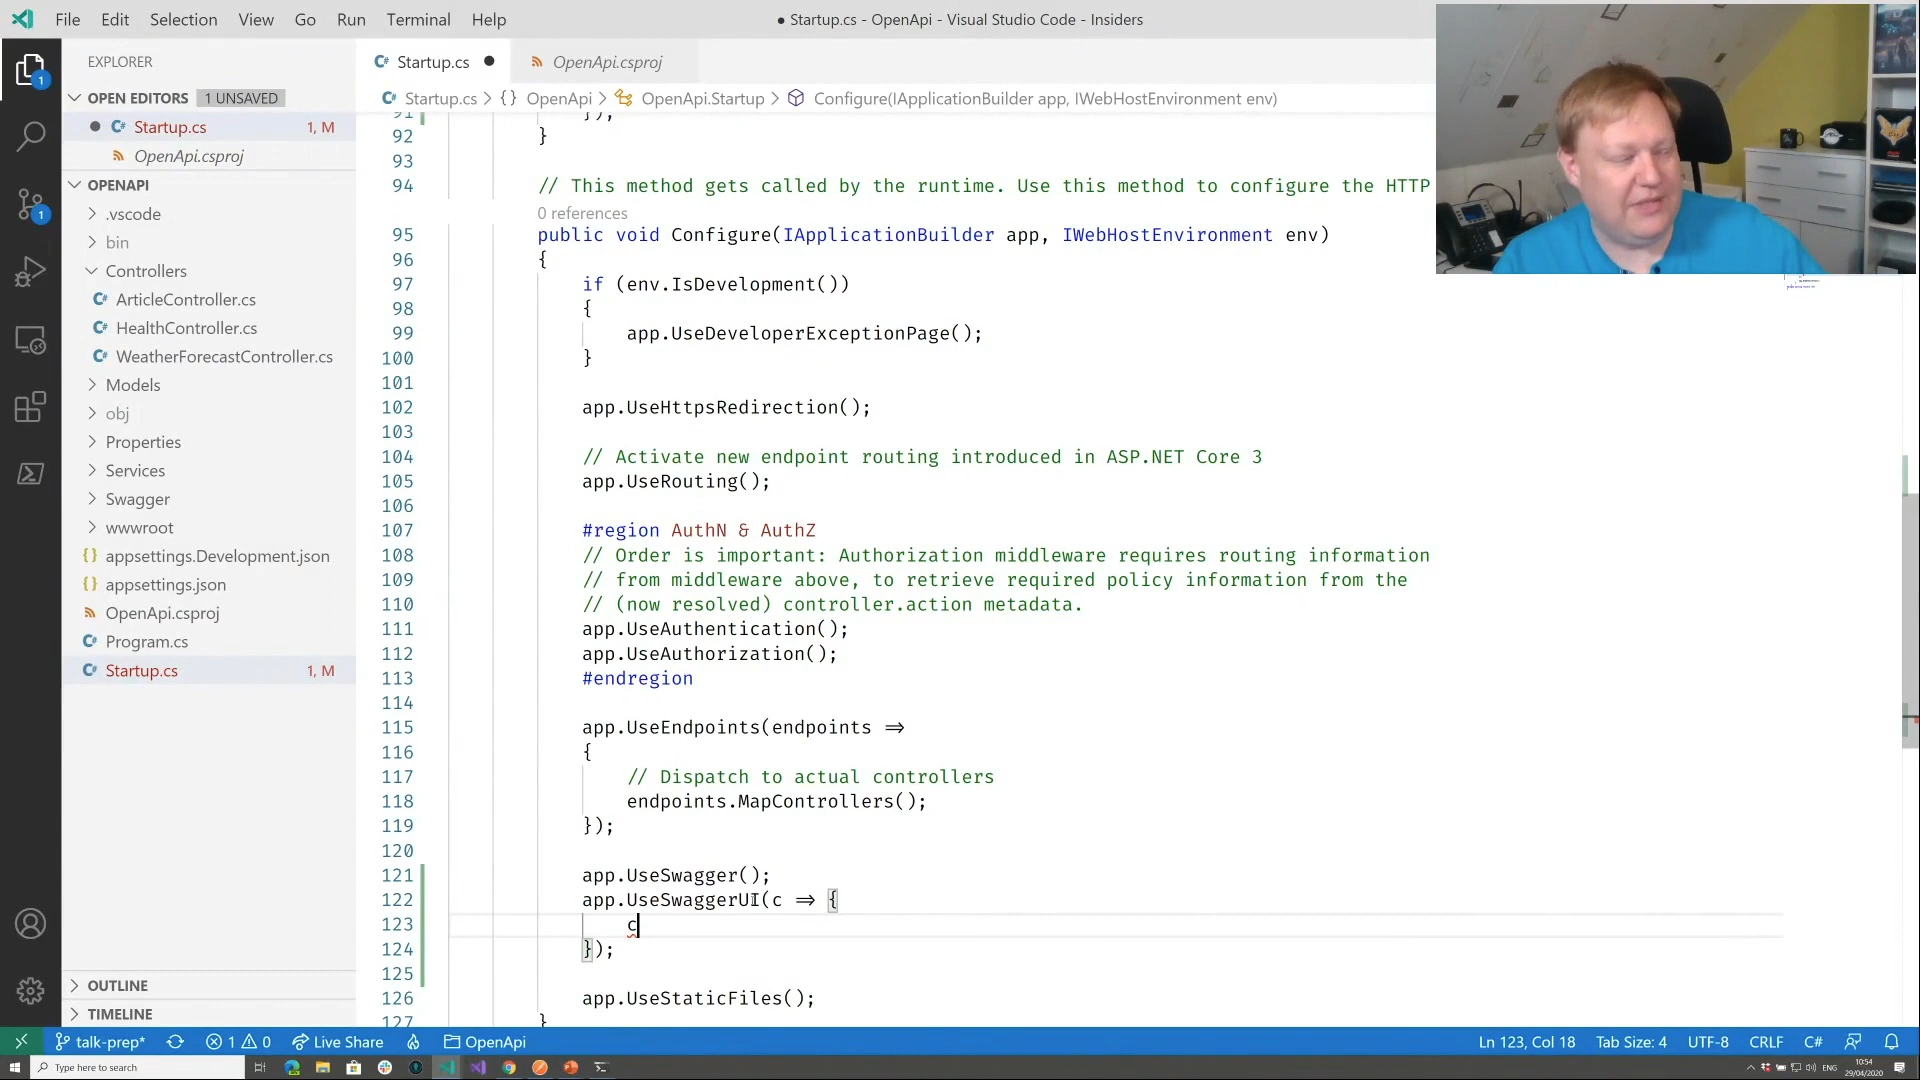 File Edit Selection View Go Run Terminal Help
● Startup.cs - OpenApi - Visual Studio Code - Insiders
EXPLORER
OPEN EDITORS 1 UNSAVED
Startup.cs 1, M
OpenApi.csproj
OPENAPI
.vscode
bin
Controllers
ArticleController.cs
HealthController.cs
WeatherForecastController.cs
Models
obj
Properties
Services
Swagger
wwwroot
appsettings.Development.json
appsettings.json
OpenApi.csproj
Program.cs
Startup.cs 1, M
OUTLINE
TIMELINE
Startup.cs OpenApi.csproj
Startup.cs > {} OpenApi > OpenApi.Startup > Configure(IApplicationBuilder app, IWebHostEnvironment env)
91 });
92 }
93
94 // This method gets called by the runtime. Use this method to configure the HTTP
0 references
95 public void Configure(IApplicationBuilder app, IWebHostEnvironment env)
96 {
97 if (env.IsDevelopment())
98 {
99 app.UseDeveloperExceptionPage();
100 }
101
102 app.UseHttpsRedirection();
103
104 // Activate new endpoint routing introduced in ASP.NET Core 3
105 app.UseRouting();
106
107 #region AuthN & AuthZ
108 // Order is important: Authorization middleware requires routing information
109 // from middleware above, to retrieve required policy information from the
110 // (now resolved) controller.action metadata.
111 app.UseAuthentication();
112 app.UseAuthorization();
113 #endregion
114
115 app.UseEndpoints(endpoints =>
116 {
117 // Dispatch to actual controllers
118 endpoints.MapControllers();
119 });
120
121 app.UseSwagger();
122 app.UseSwaggerUI(c => {
123 c
124 });
125
126 app.UseStaticFiles();
127 }
talk-prep* 1 0 Live Share OpenApi Ln 123, Col 18 Tab Size: 4 UTF-8 CRLF C#
Type here to search ENG 10:54
29/04/2020